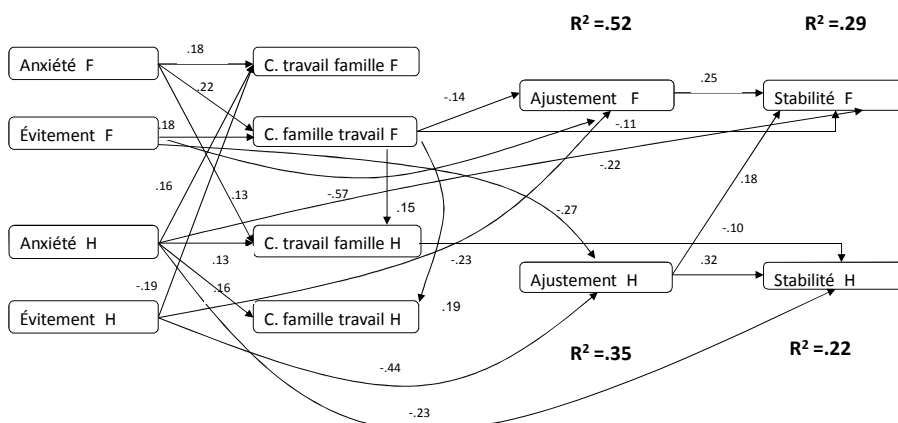 R² =.52 R² =.29
.18
Anxiété F C. travail famille F
.22 .25
-.14 Ajustement F Stabilité F
Évitement F .18 C. famille travail F -.11
-.22
.16 .13 -.57 .18
.15 -.27
Anxiété H C. travail famille H -.10
.13 -.23 .32
-.19 .16 Ajustement H Stabilité H
Évitement H C. famille travail H .19
R² =.35 R² =.22
-.44
-.23